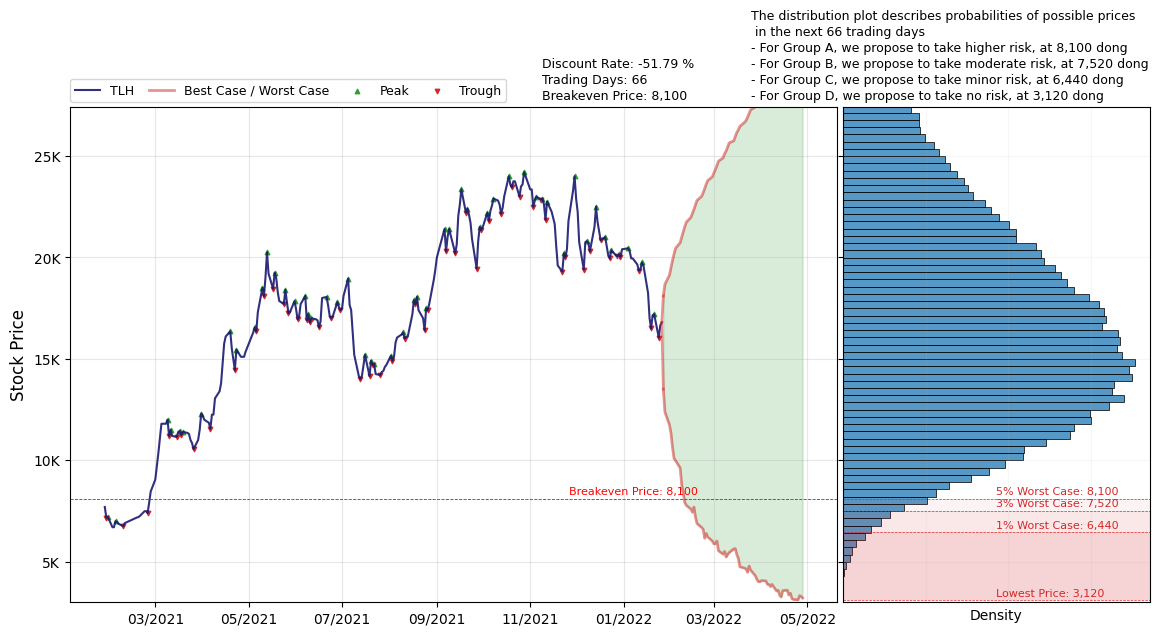 The distribution plot describes probabilities of possible prices
in the next 66 trading days
- For Group A, we propose to take higher risk, at 8,100 dong
- For Group B, we propose to take moderate risk, at 7,520 dong
- For Group C, we propose to take minor risk, at 6,440 dong
- For Group D, we propose to take no risk, at 3,120 dong
Discount Rate: -51.79 %
Trading Days: 66
Breakeven Price: 8,100
TLH Best Case / Worst Case Peak Trough
Stock Price
25K
20K
15K
10K
5K
Breakeven Price: 8,100
5% Worst Case: 8,100
3% Worst Case: 7,520
1% Worst Case: 6,440
Lowest Price: 3,120
03/2021 05/2021 07/2021 09/2021 11/2021 01/2022 03/2022 05/2022
Density